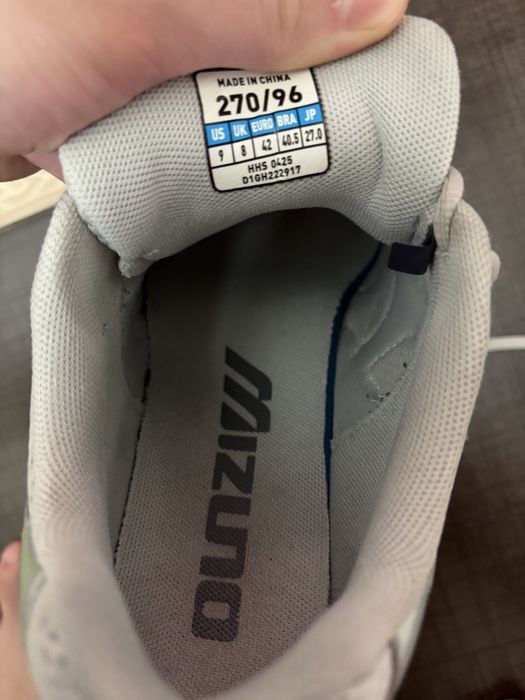 MADE IN CHINA
270/96
US UK EURO BRA JP
9 8 42 40.5 27.0
HHS 0425
D1GH222917
MIZUNO